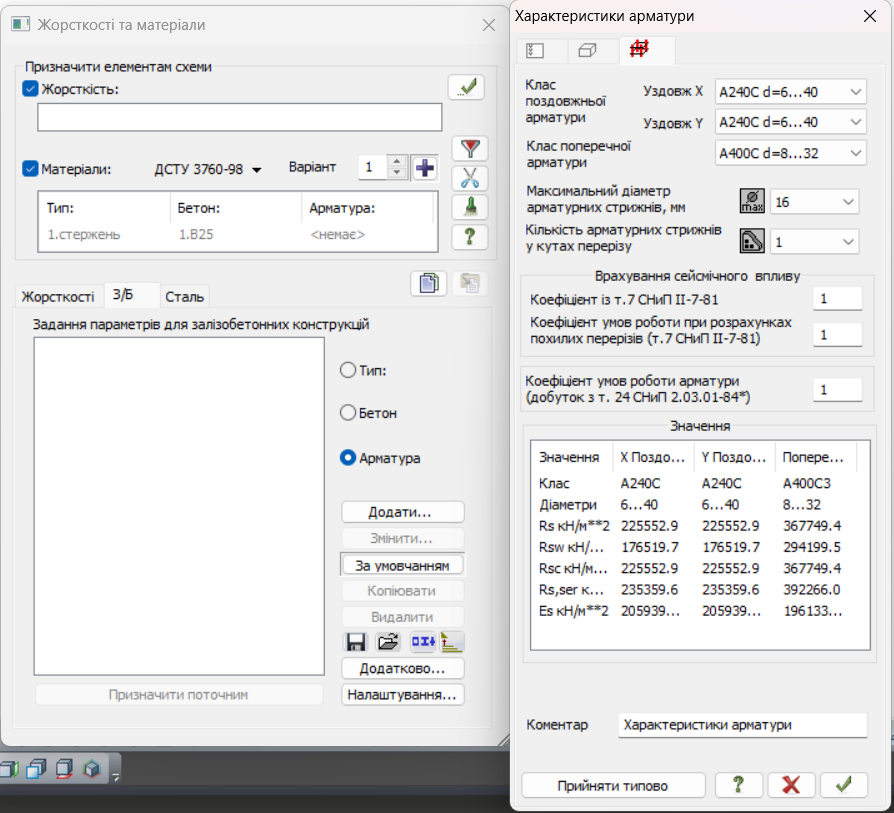 Жорсткості та матеріали
Призначити елементам схеми
Жорсткість:
Матеріали: ДСТУ 3760-98 Варіант 1
Тип: Бетон: Арматура:
1.стержень 1.B25 <немає>
Жорсткості З/Б Сталь
Задання параметрів для залізобетонних конструкцій
Тип:
Бетон
Арматура
Додати...
Змінити...
За умовчанням
Копіювати
Видалити
Додатково...
Призначити поточним
Налаштування...
Характеристики арматури
Клас поздовжньої арматури
Уздовж X A240C d=6...40
Уздовж Y A240C d=6...40
Клас поперечної арматури
A400C d=8...32
Максимальний діаметр
арматурних стрижнів, мм
max 16
Кількість арматурних стрижнів
у кутах перерізу
1
Врахування сейсмічного впливу
Коефіцієнт із т.7 СНиП II-7-81 1
Коефіцієнт умов роботи при розрахунках
похилих перерізів (т.7 СНиП II-7-81) 1
Коефіцієнт умов роботи арматури
(добуток з т. 24 СНиП 2.03.01-84*) 1
Значення
Значення X Поздо... Y Поздо... Попере...
Клас A240C A240C A400C3
Діаметри 6...40 6...40 8...32
Rs кН/м**2 225552.9 225552.9 367749.4
Rsw кН/... 176519.7 176519.7 294199.5
Rsc кН/м... 225552.9 225552.9 367749.4
Rs,ser к... 235359.6 235359.6 392266.0
Es кН/м**2 205939... 205939... 196133...
Коментар Характеристики арматури
Прийняти типово ?